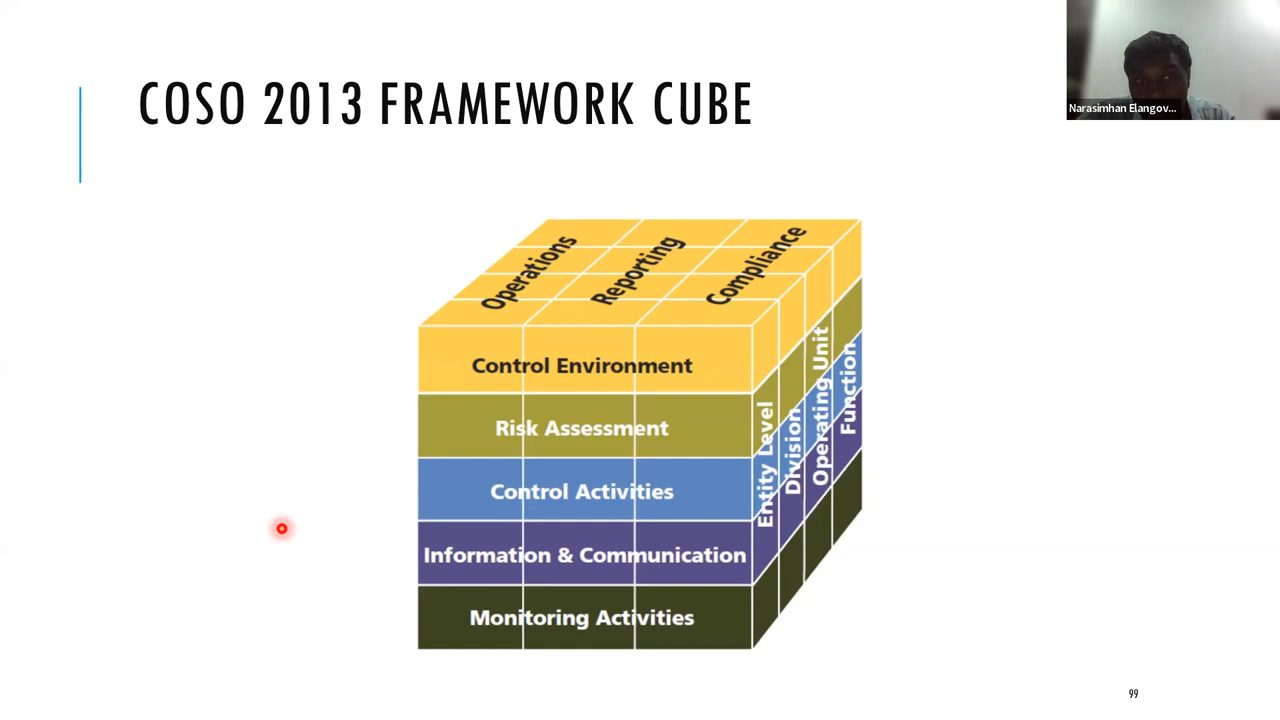 COSO 2013 FRAMEWORK CUBE
Narasimhan Elangov...
Operations
Reporting
Compliance
Control Environment
Risk Assessment
Control Activities
Information & Communication
Monitoring Activities
Entity Level
Division
Operating Unit
Function
99